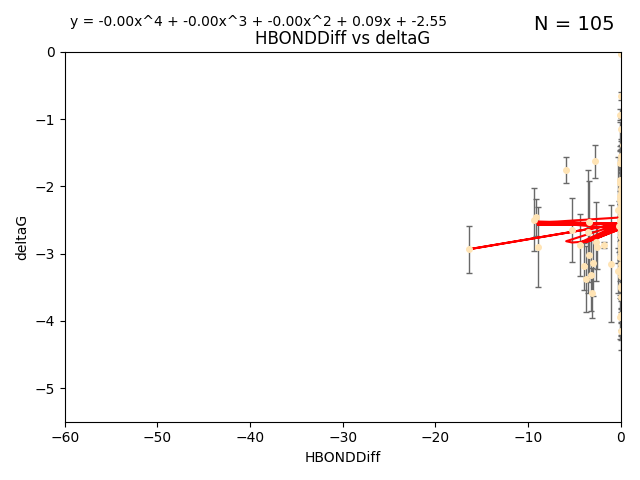 y = -0.00x^4 + -0.00x^3 + -0.00x^2 + 0.09x + -2.55
N = 105
HBONDDiff vs deltaG
0
−1
−2
−3
−4
−5
deltaG
−60
−50
−40
−30
−20
−10
0
HBONDDiff